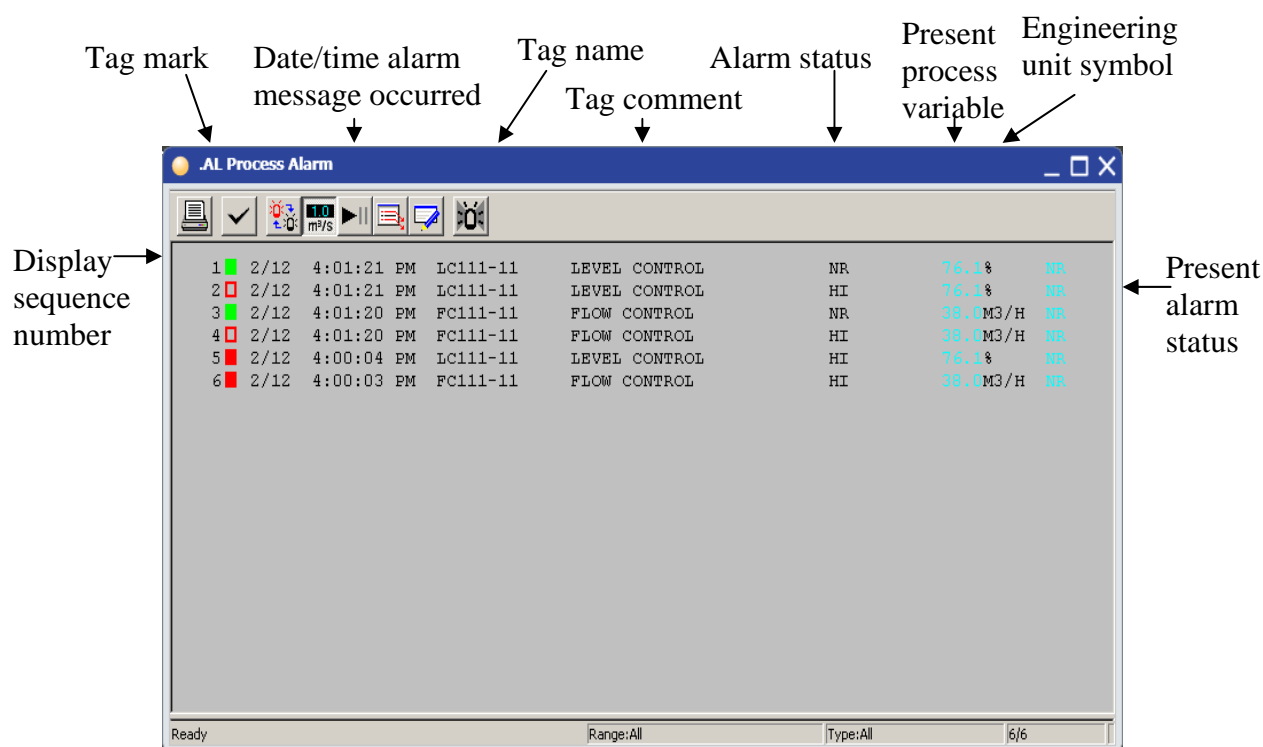 Tag mark
Date/time alarm
message occurred
Tag name
Tag comment
Alarm status
Present
process
variable
Engineering
unit symbol
.AL Process Alarm
1.0
m³/s
Display
sequence
number
1 2/12 4:01:21 PM LC111-11 LEVEL CONTROL NR 76.1% NR
2 2/12 4:01:21 PM LC111-11 LEVEL CONTROL HI 76.1% NR
3 2/12 4:01:20 PM FC111-11 FLOW CONTROL NR 38.0M3/H NR
4 2/12 4:01:20 PM FC111-11 FLOW CONTROL HI 38.0M3/H NR
5 2/12 4:00:04 PM LC111-11 LEVEL CONTROL HI 76.1% NR
6 2/12 4:00:03 PM FC111-11 FLOW CONTROL HI 38.0M3/H NR
Present
alarm
status
Ready Range:All Type:All 6/6